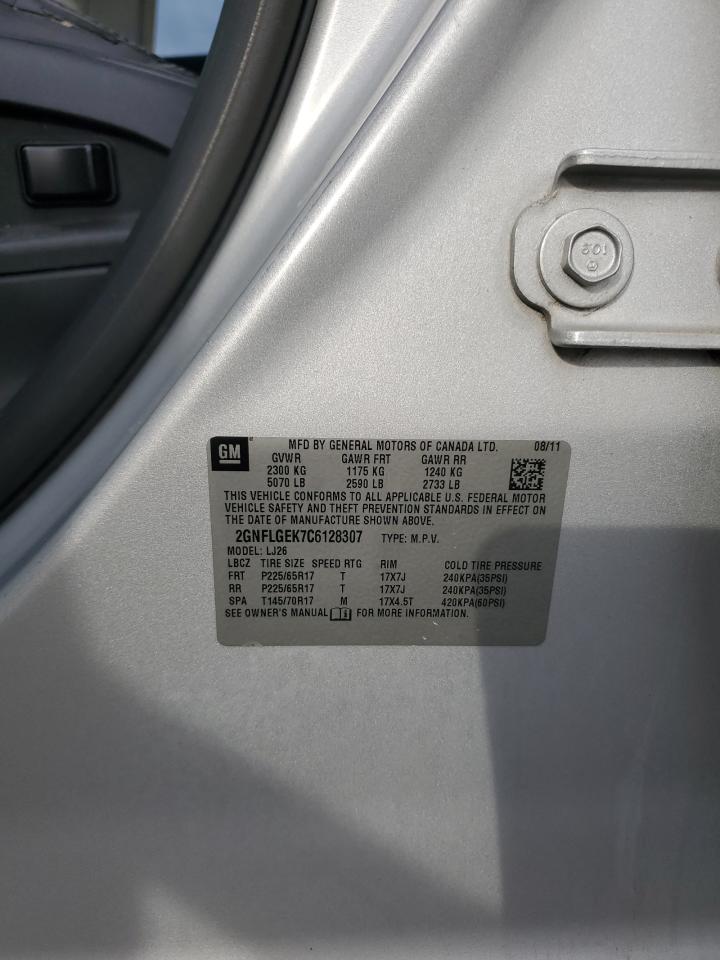 601
GM MFD BY GENERAL MOTORS OF CANADA LTD. 08/11
GVWR GAWR FRT GAWR RR
2300 KG 1175 KG 1240 KG
5070 LB 2590 LB 2733 LB
THIS VEHICLE CONFORMS TO ALL APPLICABLE U.S. FEDERAL MOTOR
VEHICLE SAFETY AND THEFT PREVENTION STANDARDS IN EFFECT ON
THE DATE OF MANUFACTURE SHOWN ABOVE.
2GNFLGEK7C6128307 TYPE: M.P.V.
MODEL: LJ26
LBCZ TIRE SIZE SPEED RTG RIM COLD TIRE PRESSURE
FRT P225/65R17 T 17X7J 240KPA(35PSI)
RR P225/65R17 T 17X7J 240KPA(35PSI)
SPA T145/70R17 M 17X4.5T 420KPA(60PSI)
SEE OWNER'S MANUAL FOR MORE INFORMATION.